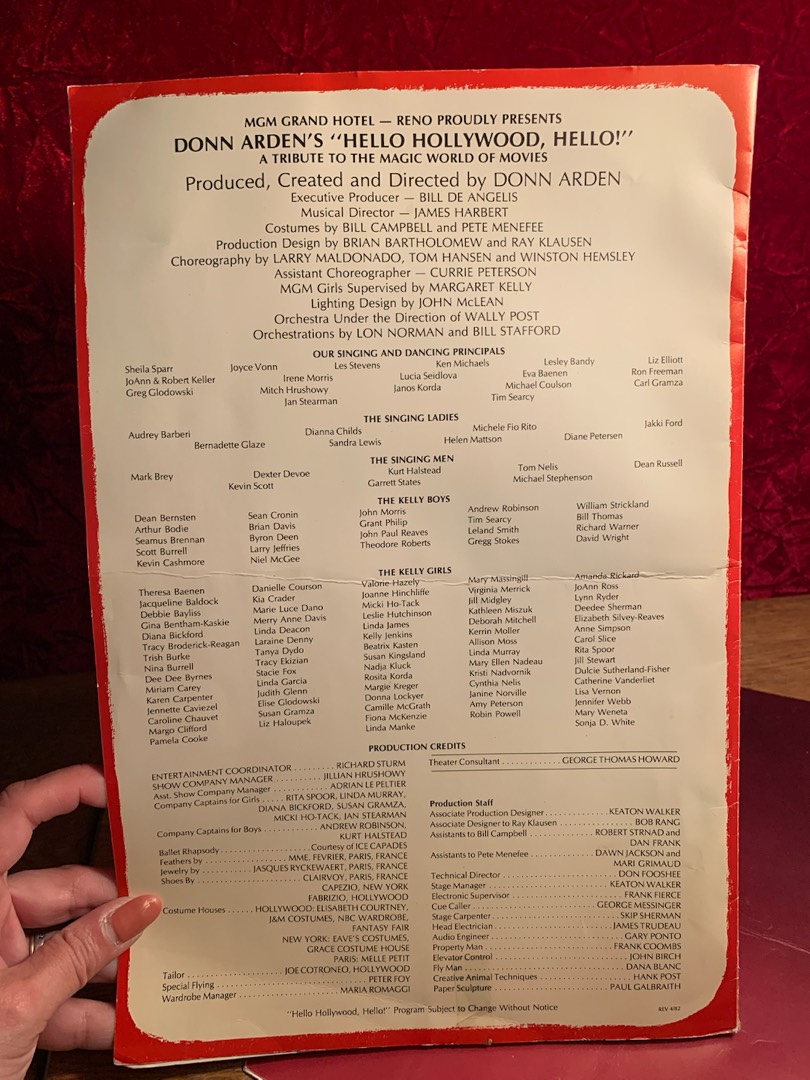 MGM GRAND HOTEL — RENO PROUDLY PRESENTS
DONN ARDEN'S "HELLO HOLLYWOOD, HELLO!"
A TRIBUTE TO THE MAGIC WORLD OF MOVIES
Produced, Created and Directed by DONN ARDEN
Executive Producer — BILL DE ANGELIS
Musical Director — JAMES HARBERT
Costumes by BILL CAMPBELL and PETE MENEFEE
Production Design by BRIAN BARTHOLOMEW and RAY KLAUSEN
Choreography by LARRY MALDONADO, TOM HANSEN and WINSTON HEMSLEY
Assistant Choreographer — CURRIE PETERSON
MGM Girls Supervised by MARGARET KELLY
Lighting Design by JOHN McLEAN
Orchestra Under the Direction of WALLY POST
Orchestrations by LON NORMAN and BILL STAFFORD
OUR SINGING AND DANCING PRINCIPALS
Sheila Sparr Joyce Vonn Les Stevens Ken Michaels Lesley Bandy Liz Elliott
JoAnn & Robert Keller Irene Morris Lucia Seidlova Eva Baenen Ron Freeman
Greg Glodowski Mitch Hrushowy Janos Korda Michael Coulson Carl Gramza
Jan Stearman Tim Searcy
THE SINGING LADIES
Audrey Barberi Dianna Childs Michele Fio Rito Jakki Ford
Bernadette Glaze Sandra Lewis Helen Mattson Diane Petersen
THE SINGING MEN
Mark Brey Dexter Devoe Kurt Halstead Tom Nelis Dean Russell
Kevin Scott Garrett States Michael Stephenson
THE KELLY BOYS
Dean Bernsten
Arthur Bodie
Seamus Brennan
Scott Burrell
Kevin Cashmore
Sean Cronin
Brian Davis
Byron Deen
Larry Jeffries
Niel McGee
John Morris
Grant Philip
John Paul Reaves
Theodore Roberts
Andrew Robinson
Tim Searcy
Leland Smith
Gregg Stokes
William Strickland
Bill Thomas
Richard Warner
David Wright
THE KELLY GIRLS
Theresa Baenen
Jacqueline Baldock
Debbie Bayliss
Gina Bentham-Kaskie
Diana Bickford
Tracy Broderick-Reagan
Trish Burke
Nina Burrell
Dee Dee Byrnes
Miriam Carey
Karen Carpenter
Jennette Caviezel
Caroline Chauvet
Margo Clifford
Pamela Cooke
Danielle Courson
Kia Crader
Marie Luce Dano
Merry Anne Davis
Linda Deacon
Laraine Denny
Tanya Dydo
Tracy Ekizian
Stacie Fox
Linda Garcia
Judith Glenn
Elise Glodowski
Susan Gramza
Liz Haloupek
Valorie Hazely
Joanne Hinchliffe
Micki Ho-Tack
Leslie Hutchinson
Linda James
Kelly Jenkins
Beatrix Kasten
Susan Kingsland
Nadja Kluck
Rosita Korda
Margie Kreger
Donna Lockyer
Camille McGrath
Fiona McKenzie
Linda Manke
Mary Massingill
Virginia Merrick
Jill Midgley
Kathleen Miszuk
Deborah Mitchell
Kerrin Moller
Allison Moss
Linda Murray
Mary Ellen Nadeau
Kristi Nadvornik
Cynthia Nelis
Janine Norville
Amy Peterson
Robin Powell
Amanda Rickard
JoAnn Ross
Lynn Ryder
Deedee Sherman
Elizabeth Silvey-Reaves
Anne Simpson
Carol Slice
Rita Spoor
Jill Stewart
Dulcie Sutherland-Fisher
Catherine Vanderliet
Lisa Vernon
Jennifer Webb
Mary Weneta
Sonja D. White
PRODUCTION CREDITS
ENTERTAINMENT COORDINATOR ......... RICHARD STURM
SHOW COMPANY MANAGER .......... JILLIAN HRUSHOWY
Asst. Show Company Manager ............ ADRIAN LE PELTIER
Company Captains for Girls ..... RITA SPOOR, LINDA MURRAY,
DIANA BICKFORD, SUSAN GRAMZA,
MICKI HO-TACK, JAN STEARMAN
Company Captains for Boys ............ ANDREW ROBINSON,
KURT HALSTEAD
Ballet Rhapsody ............. Courtesy of ICE CAPADES
Feathers by ................. MME. FEVRIER, PARIS, FRANCE
Jewelry by .......... JASQUES RYCKEWAERT, PARIS, FRANCE
Shoes By ..................... CLAIRVOY, PARIS, FRANCE
CAPEZIO, NEW YORK
FABRIZIO, HOLLYWOOD
Costume Houses ...... HOLLYWOOD: ELISABETH COURTNEY,
J&M COSTUMES, NBC WARDROBE,
FANTASY FAIR
NEW YORK: EAVE'S COSTUMES,
GRACE COSTUME HOUSE
PARIS: MELLE PETIT
Tailor ..................... JOE COTRONEO, HOLLYWOOD
Special Flying ............................... PETER FOY
Wardrobe Manager ..................... MARIA ROMAGGI
Theater Consultant ............ GEORGE THOMAS HOWARD
Production Staff
Associate Production Designer ............... KEATON WALKER
Associate Designer to Ray Klausen ................ BOB RANG
Assistants to Bill Campbell ............. ROBERT STRNAD and
DAN FRANK
Assistants to Pete Menefee ............. DAWN JACKSON and
MARI GRIMAUD
Technical Director ........................ DON FOOSHEE
Stage Manager ........................ KEATON WALKER
Electronic Supervisor ..................... FRANK FIERCE
Cue Caller ........................ GEORGE MESSINGER
Stage Carpenter ........................ SKIP SHERMAN
Head Electrician ....................... JAMES TRUDEAU
Audio Engineer .......................... GARY PONTO
Property Man ........................ FRANK COOMBS
Elevator Control ......................... JOHN BIRCH
Fly Man .............................. DANA BLANC
Creative Animal Techniques ................. HANK POST
Paper Sculpture ..................... PAUL GALBRAITH
"Hello Hollywood, Hello!" Program Subject to Change Without Notice
REV 4/82